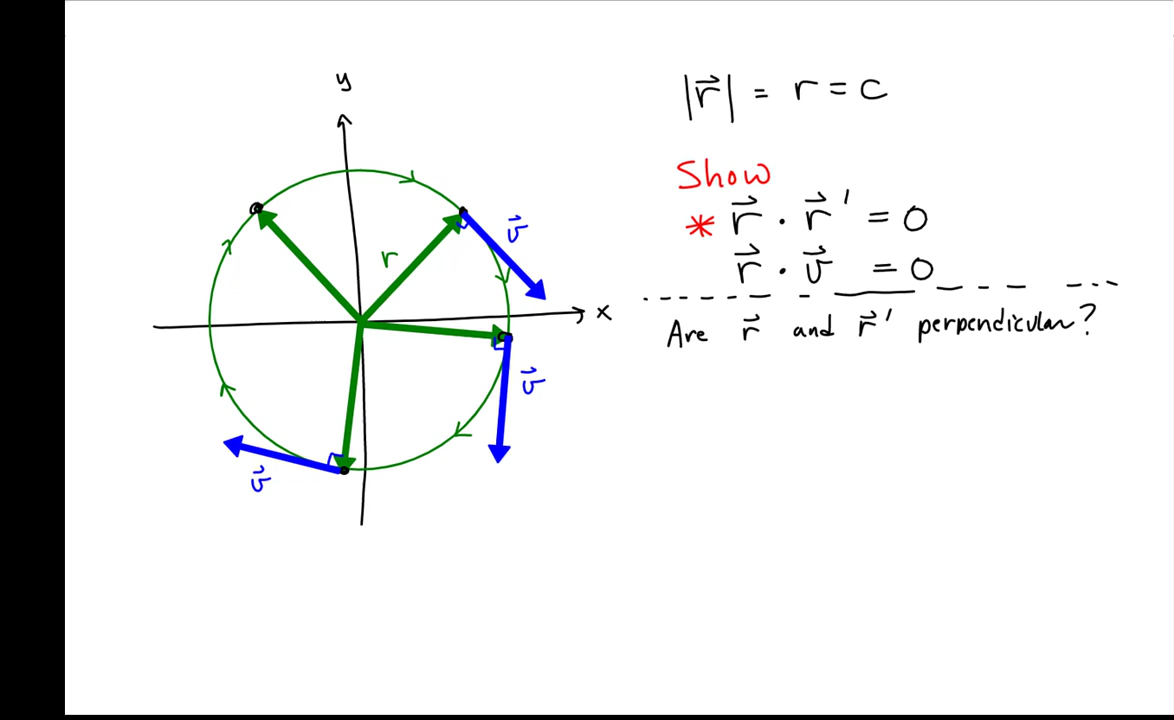 y
|r⃗| = r = c
Show
* r⃗ · r⃗ ′ = 0
r⃗ · v⃗ = 0
Are r⃗ and r⃗ ′ perpendicular?
r
v⃗
x
v⃗
v⃗